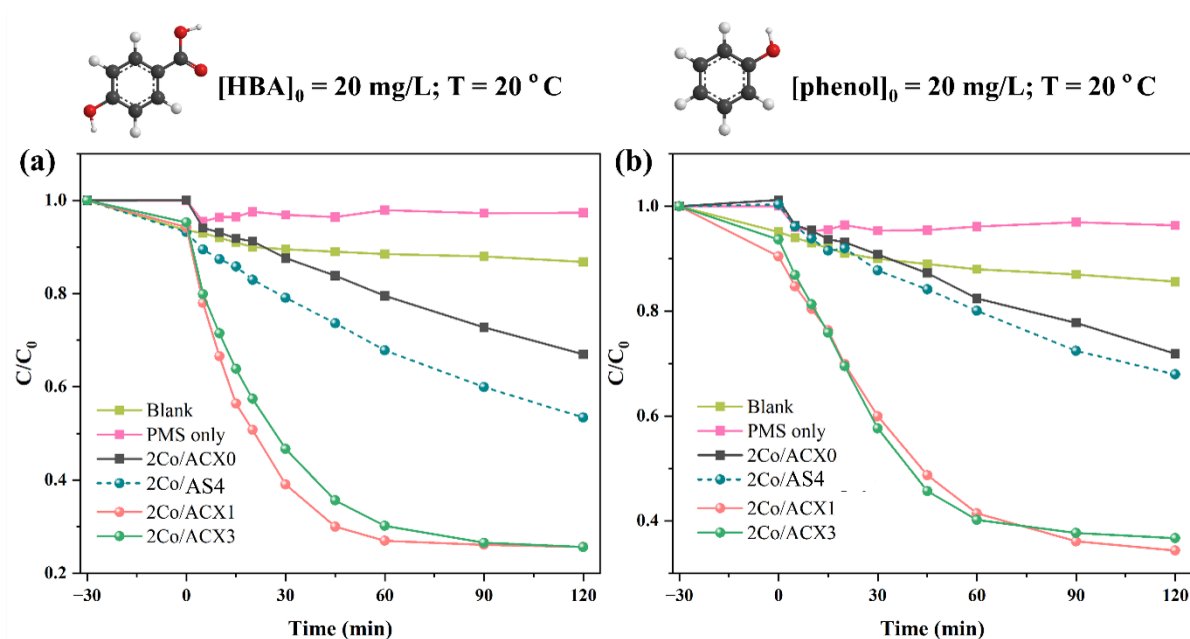 [HBA]₀ = 20 mg/L; T = 20 ° C
[phenol]₀ = 20 mg/L; T = 20 ° C
(a)
C/C₀
1.0
0.8
0.6
0.4
0.2
Blank
PMS only
2Co/ACX0
2Co/AS4
2Co/ACX1
2Co/ACX3
−30 0 30 60 90 120
Time (min)
(b)
C/C₀
1.0
0.8
0.6
0.4
Blank
PMS only
2Co/ACX0
2Co/AS4
2Co/ACX1
2Co/ACX3
−30 0 30 60 90 120
Time (min)